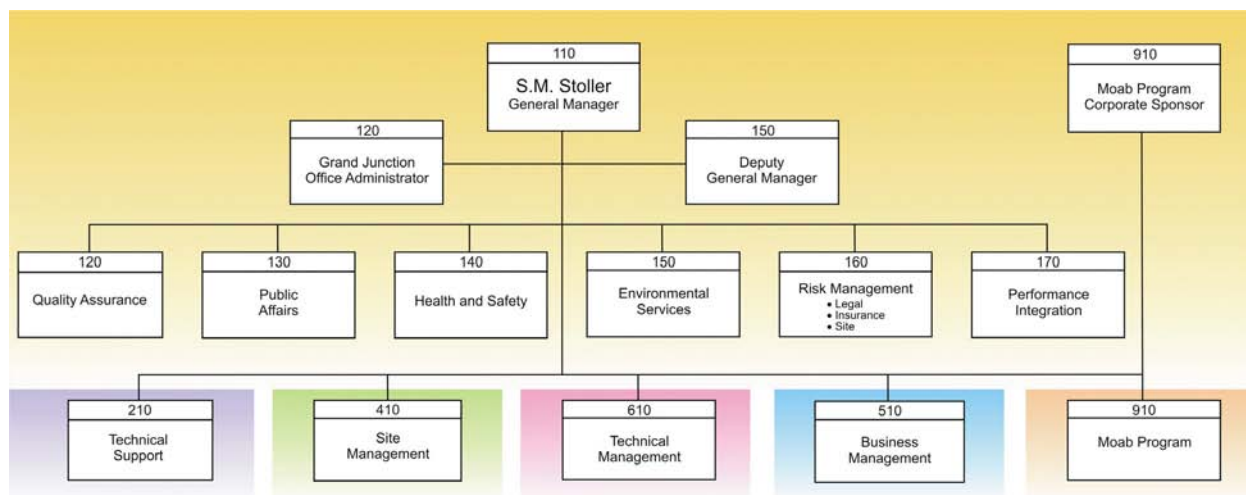 110
S.M. Stoller
General Manager
910
Moab Program
Corporate Sponsor
120
Grand Junction
Office Administrator
150
Deputy
General Manager
120
Quality Assurance
130
Public
Affairs
140
Health and Safety
150
Environmental
Services
160
Risk Management
• Legal
• Insurance
• Site
170
Performance
Integration
210
Technical
Support
410
Site
Management
610
Technical
Management
510
Business
Management
910
Moab Program